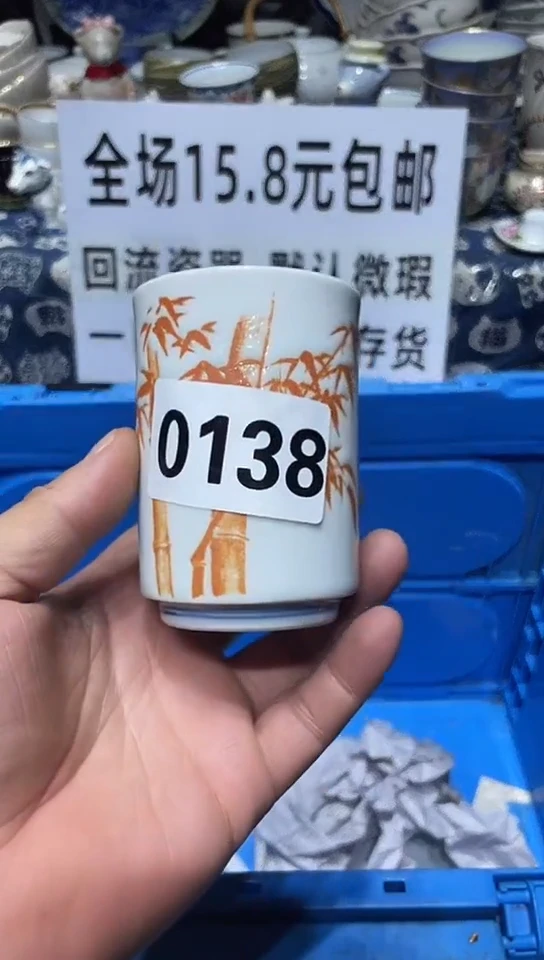 全场15.8元包邮
回流瓷器 默认微瑕
一 存货
0138